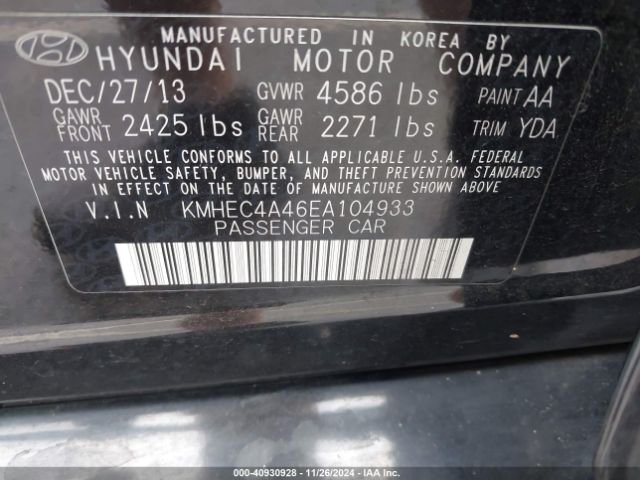 MANUFACTURED IN KOREA BY
HYUNDAI MOTOR COMPANY
DEC/27/13 GVWR 4586 lbs PAINT AA
GAWR FRONT 2425 lbs GAWR REAR 2271 lbs TRIM YDA
THIS VEHICLE CONFORMS TO ALL APPLICABLE U.S.A. FEDERAL
MOTOR VEHICLE SAFETY, BUMPER, AND THEFT PREVENTION STANDARDS
IN EFFECT ON THE DATE OF MANUFACTURE SHOWN ABOVE
V.I.N KMHEC4A46EA104933
PASSENGER CAR
000-40930928 - 11/26/2024 - IAA Inc.